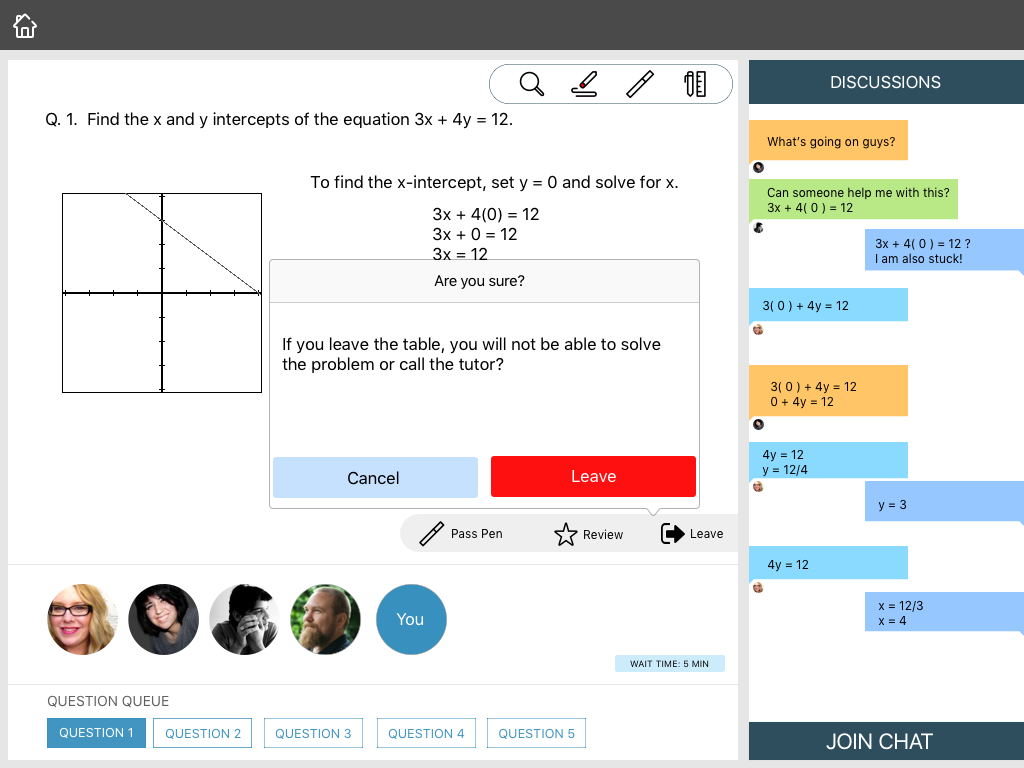 Q. 1. Find the x and y intercepts of the equation 3x + 4y = 12.
To find the x-intercept, set y = 0 and solve for x.
3x + 4(0) = 12
3x + 0 = 12
3x = 12
Are you sure?
If you leave the table, you will not be able to solve
the problem or call the tutor?
Cancel
Leave
Pass Pen
Review
Leave
You
WAIT TIME: 5 MIN
QUESTION QUEUE
QUESTION 1
QUESTION 2
QUESTION 3
QUESTION 4
QUESTION 5
DISCUSSIONS
What's going on guys?
Can someone help me with this?
3x + 4( 0 ) = 12
3x + 4( 0 ) = 12 ?
I am also stuck!
3( 0 ) + 4y = 12
3( 0 ) + 4y = 12
0 + 4y = 12
4y = 12
y = 12/4
y = 3
4y = 12
x = 12/3
x = 4
JOIN CHAT